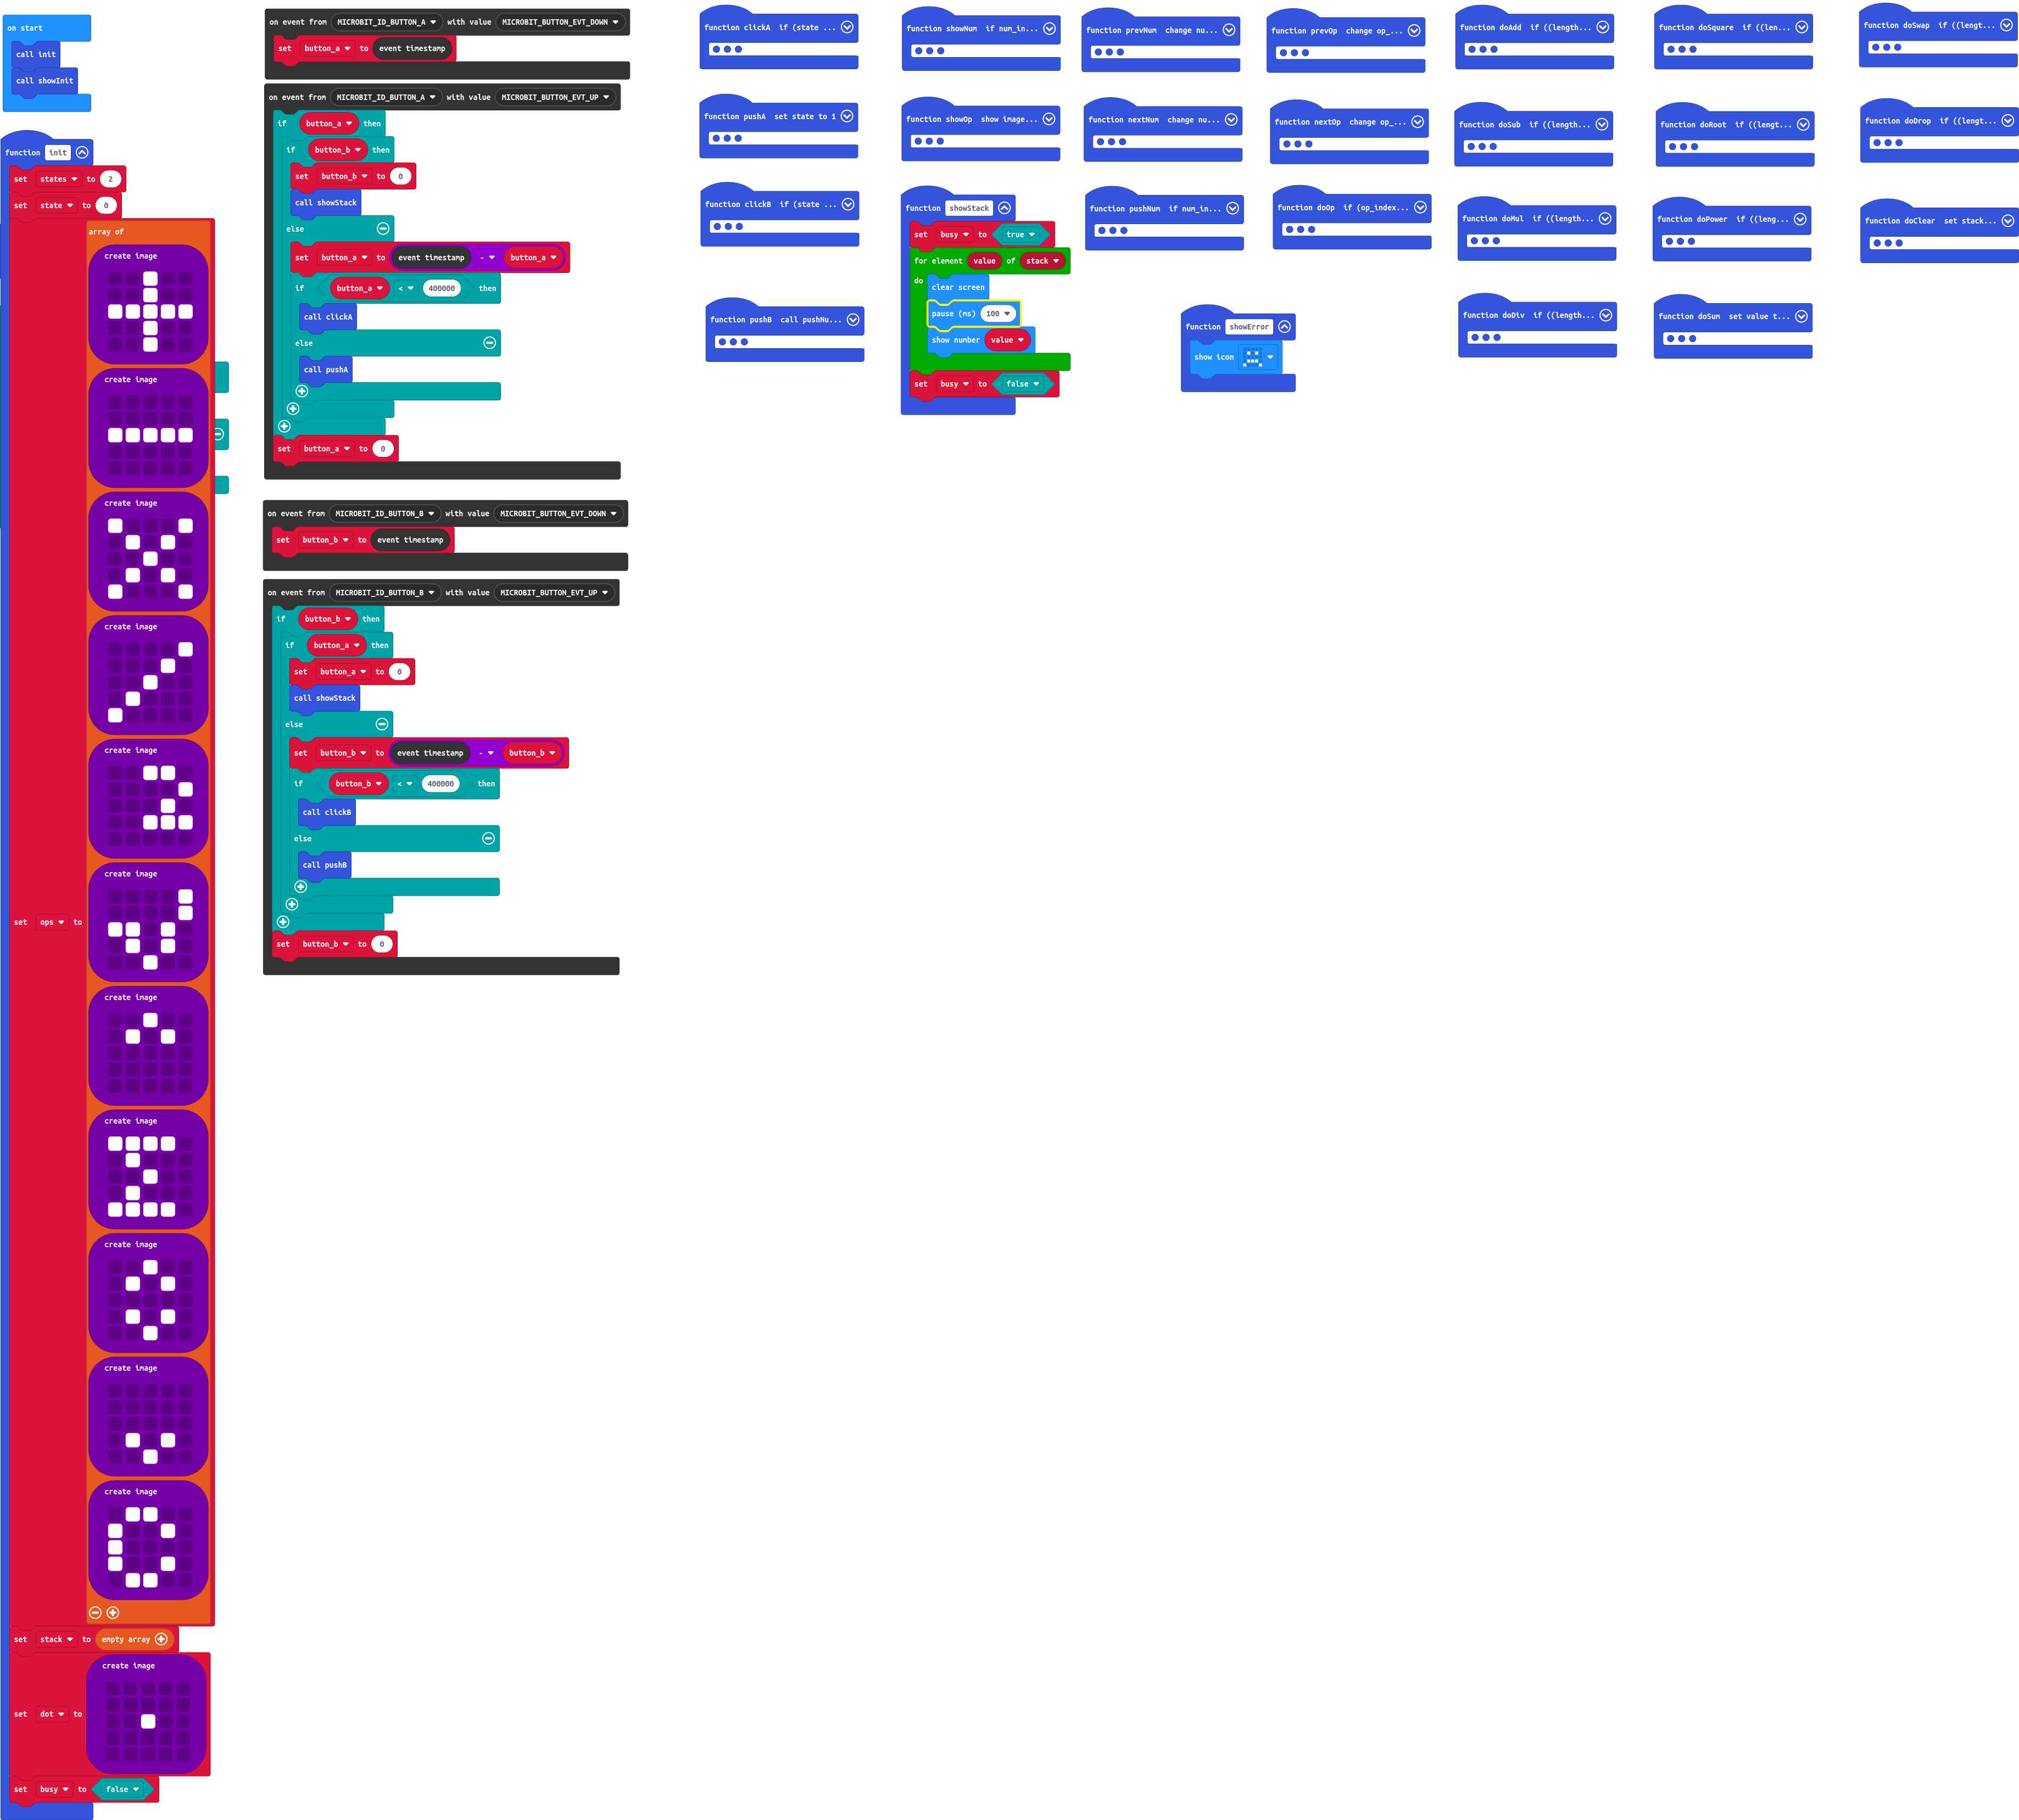 on start
call init
call showInit
function init
set states to 2
set state to 0
set ops to
array of
create image
create image
create image
create image
create image
create image
create image
create image
create image
create image
create image
set stack to empty array
set dot to
create image
set busy to false
on event from MICROBIT_ID_BUTTON_A with value MICROBIT_BUTTON_EVT_DOWN
set button_a to event timestamp
on event from MICROBIT_ID_BUTTON_A with value MICROBIT_BUTTON_EVT_UP
if button_a then
if button_b then
set button_b to 0
call showStack
else
set button_a to event timestamp - button_a
if button_a < 400000 then
call clickA
else
call pushA
set button_a to 0
on event from MICROBIT_ID_BUTTON_B with value MICROBIT_BUTTON_EVT_DOWN
set button_b to event timestamp
on event from MICROBIT_ID_BUTTON_B with value MICROBIT_BUTTON_EVT_UP
if button_b then
if button_a then
set button_a to 0
call showStack
else
set button_b to event timestamp - button_b
if button_b < 400000 then
call clickB
else
call pushB
set button_b to 0
function clickA if (state ...
function pushA set state to 1
function clickB if (state ...
function pushB call pushNu...
function showNum if num_in...
function showOp show image...
function showStack
set busy to true
for element value of stack
do
clear screen
pause (ms) 100
show number value
set busy to false
function prevNum change nu...
function nextNum change nu...
function pushNum if num_in...
function showError
show icon
function prevOp change op_...
function nextOp change op_...
function doOp if (op_index...
function doAdd if ((length...
function doSub if ((length...
function doMul if ((length...
function doDiv if ((length...
function doSquare if ((len...
function doRoot if ((lengt...
function doPower if ((leng...
function doSum set value t...
function doSwap if ((lengt...
function doDrop if ((lengt...
function doClear set stack...